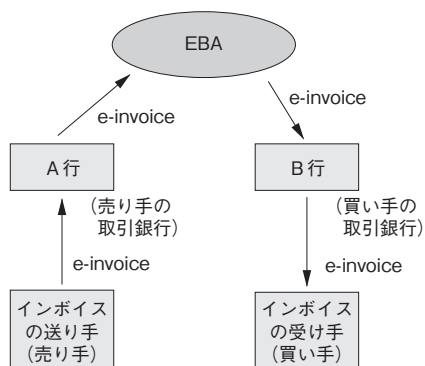 EBA
e-invoice
e-invoice
A行
B行
（売り手の
取引銀行）
（買い手の
取引銀行）
e-invoice
e-invoice
インボイス
の送り手
（売り手）
インボイス
の受け手
（買い手）